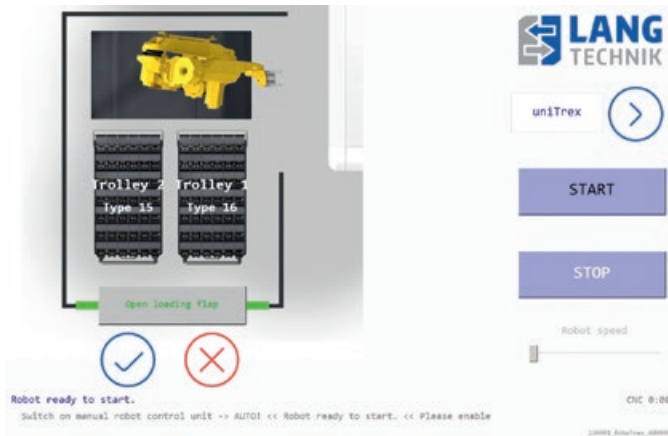 LANG
TECHNIK
uniTrex
START
Trolley 2 Trolley 1
Type 15 Type 16
STOP
Open loading flap
Robot speed
Robot ready to start.
Switch on manual robot control unit -> AUTO! << Robot ready to start. << Please enable